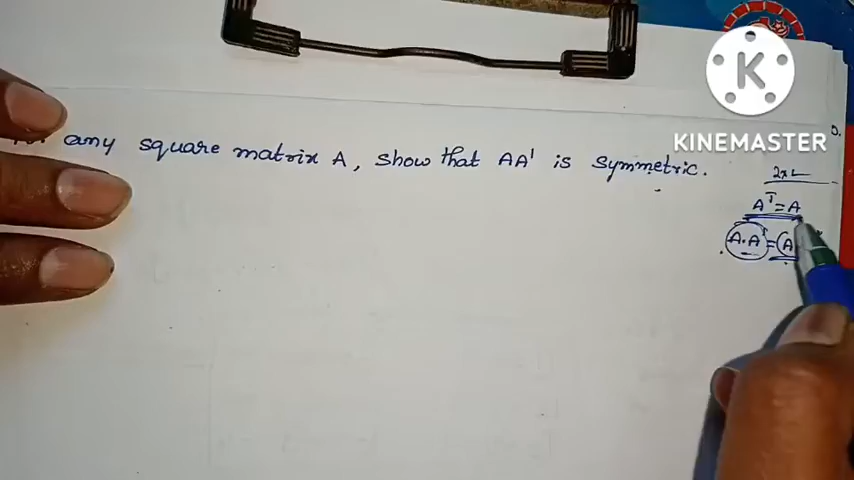 any square matrix A, show that AA' is symmetric.
KINEMASTER
A^T = A
A.A' = (A